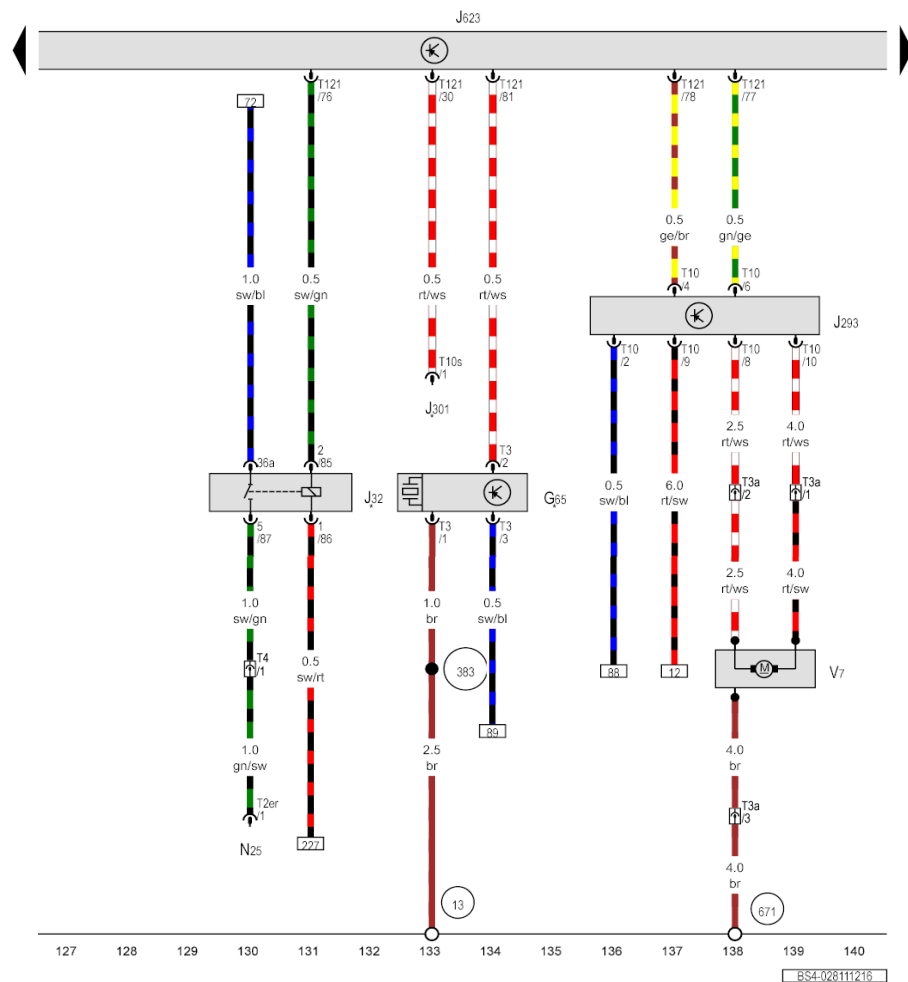 J623
T121
/76
T121
/30
T121
/81
T121
/78
T121
/77
72
0.5
ge/br
0.5
gn/ge
1.0
sw/bl
0.5
sw/gn
0.5
rt/ws
0.5
rt/ws
T10
/4
T10
/6
J293
T10
/2
T10
/9
T10
/8
T10
/10
T10s
/1
J301
36a
2
/85
T3
/2
2.5
rt/ws
4.0
rt/ws
J32
G65
0.5
sw/bl
6.0
rt/sw
T3a
/2
T3a
/1
5
/87
1
/86
T3
/1
T3
/3
2.5
rt/ws
4.0
rt/sw
1.0
sw/gn
1.0
br
0.5
sw/bl
T4
/1
0.5
sw/rt
383
88
12
M
V7
89
1.0
gn/sw
2.5
br
4.0
br
T2er
/1
T3a
/3
N25
227
4.0
br
13
671
127 128 129 130 131 132 133 134 135 136 137 138 139 140
BS4-028111216